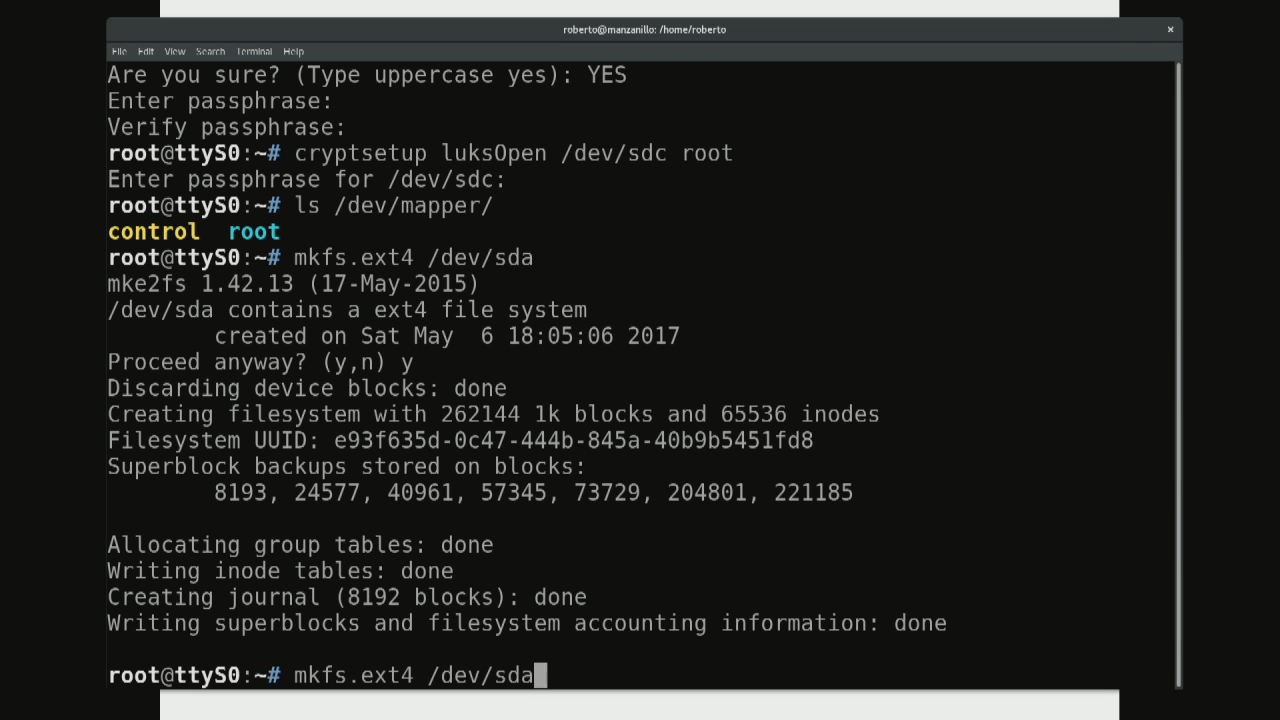 roberto@manzanillo: /home/roberto
×
File Edit View Search Terminal Help
Are you sure? (Type uppercase yes): YES
Enter passphrase:
Verify passphrase:
root@ttyS0:~# cryptsetup luksOpen /dev/sdc root
Enter passphrase for /dev/sdc:
root@ttyS0:~# ls /dev/mapper/
control  root
root@ttyS0:~# mkfs.ext4 /dev/sda
mke2fs 1.42.13 (17-May-2015)
/dev/sda contains a ext4 file system
        created on Sat May  6 18:05:06 2017
Proceed anyway? (y,n) y
Discarding device blocks: done
Creating filesystem with 262144 1k blocks and 65536 inodes
Filesystem UUID: e93f635d-0c47-444b-845a-40b9b5451fd8
Superblock backups stored on blocks:
        8193, 24577, 40961, 57345, 73729, 204801, 221185
Allocating group tables: done
Writing inode tables: done
Creating journal (8192 blocks): done
Writing superblocks and filesystem accounting information: done
root@ttyS0:~# mkfs.ext4 /dev/sda